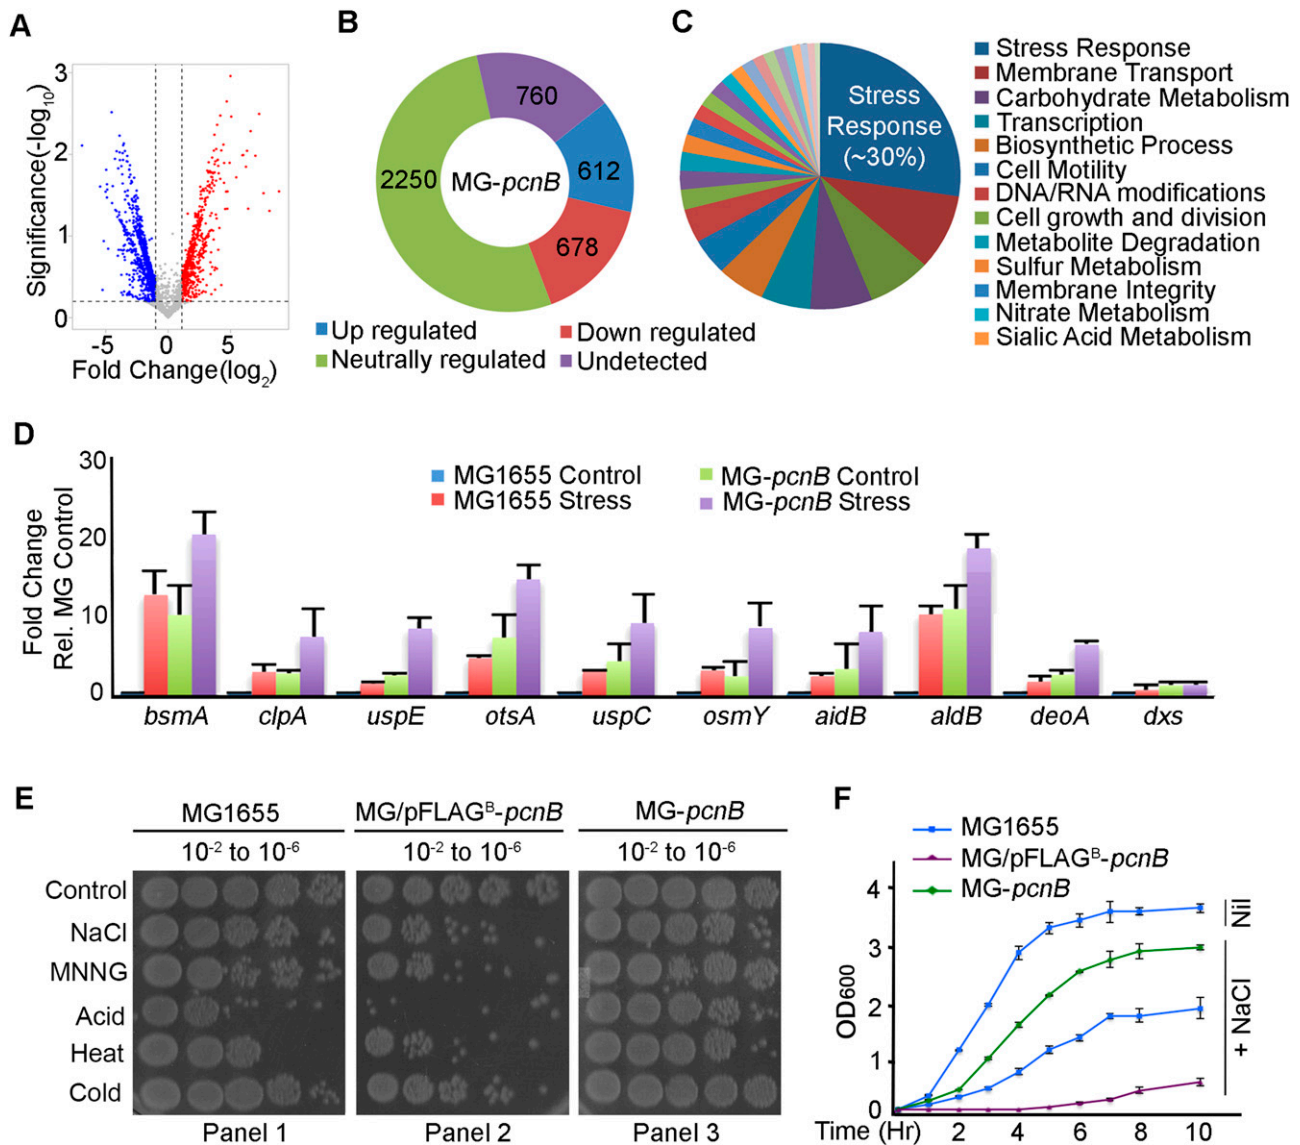 A
B
C
3
2
1
0
Significance(-log10)
-5 0 5
Fold Change(log2)
760
612
678
2250
MG-pcnB
Up regulated
Down regulated
Neutrally regulated
Undetected
Stress
Response
(~30%)
Stress Response
Membrane Transport
Carbohydrate Metabolism
Transcription
Biosynthetic Process
Cell Motility
DNA/RNA modifications
Cell growth and division
Metabolite Degradation
Sulfur Metabolism
Membrane Integrity
Nitrate Metabolism
Sialic Acid Metabolism
D
30
20
10
0
Fold Change
Rel. MG Control
MG1655 Control
MG1655 Stress
MG-pcnB Control
MG-pcnB Stress
bsmA clpA uspE otsA uspC osmY aidB aldB deoA dxs
E
MG1655 MG/pFLAGB-pcnB MG-pcnB
10-2 to 10-6 10-2 to 10-6 10-2 to 10-6
Control
NaCl
MNNG
Acid
Heat
Cold
Panel 1 Panel 2 Panel 3
F
MG1655
MG/pFLAGB-pcnB
MG-pcnB
4
3
2
1
0
OD600
Nil
+ NaCl
Time (Hr) 2 4 6 8 10